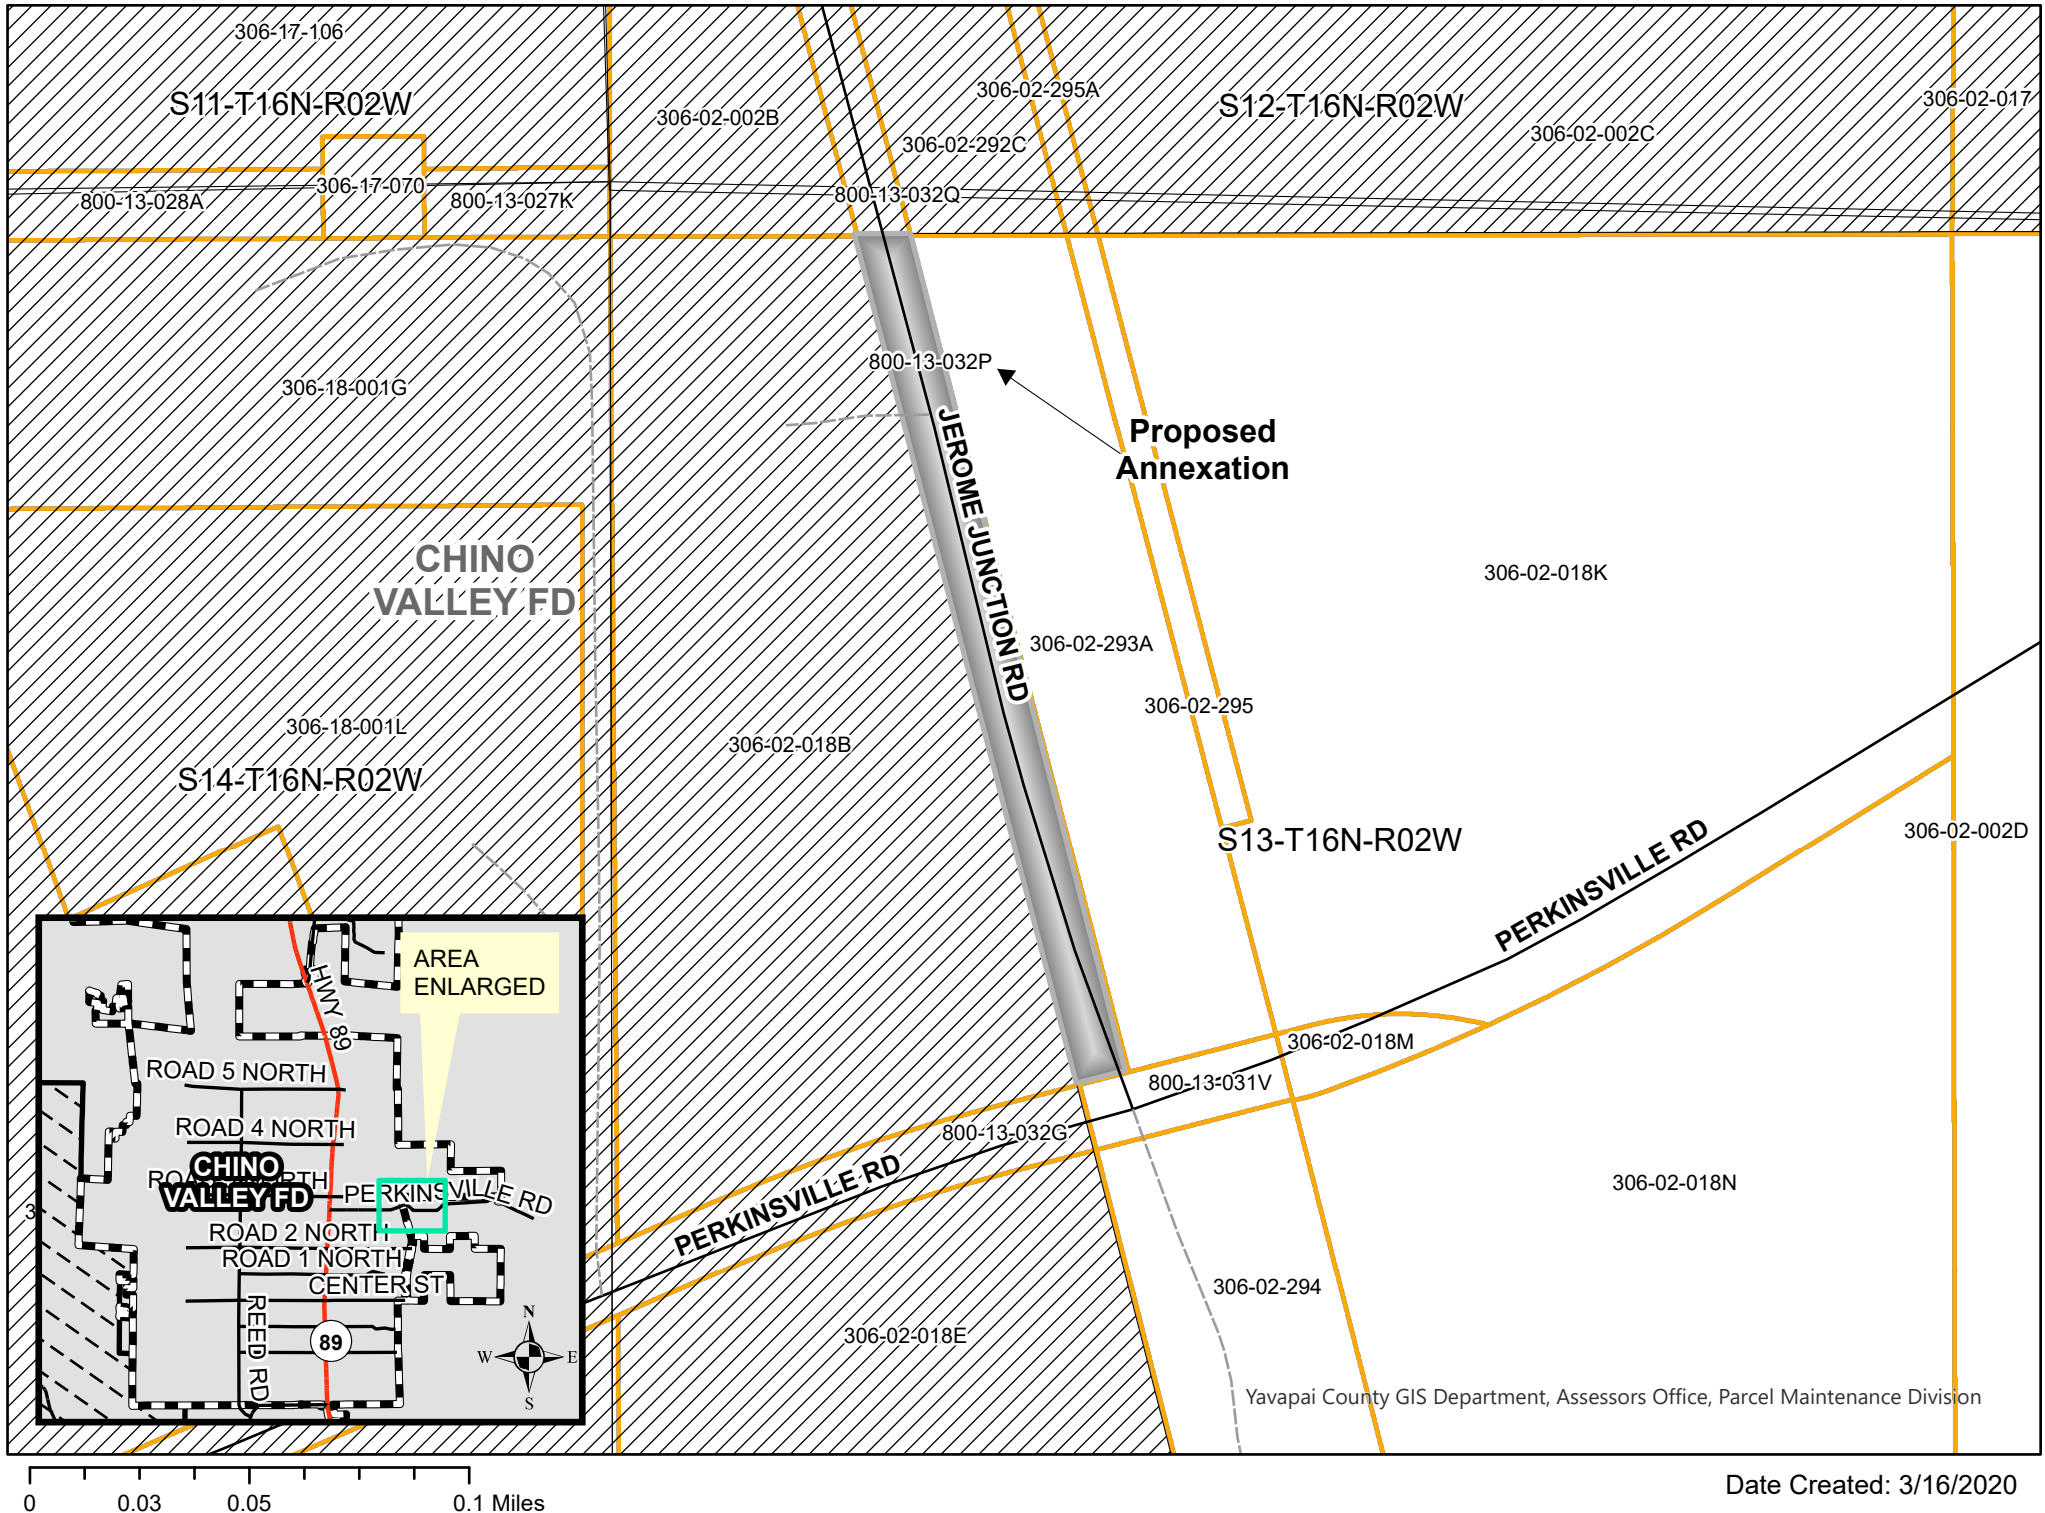 306-17-106
S11-T16N-R02W
306-02-002B
306-02-295A
S12-T16N-R02W
306-02-017
306-02-002C
306-02-292C
306-17-070
800-13-028A
800-13-027K
800-13-032Q
306-18-001G
800-13-032P
Proposed
Annexation
JEROME JUNCTION RD
CHINO
VALLEY FD
306-02-018K
306-02-293A
306-02-295
306-18-001L
306-02-018B
S14-T16N-R02W
S13-T16N-R02W
306-02-002D
PERKINSVILLE RD
306-02-018M
800-13-031V
800-13-032G
PERKINSVILLE RD
306-02-018N
306-02-294
306-02-018E
AREA
ENLARGED
HWY 89
ROAD 5 NORTH
ROAD 4 NORTH
CHINO
VALLEY FD
PERKINSVILLE RD
3
ROAD 2 NORTH
ROAD 1 NORTH
CENTER ST
REED RD
89
N
W E
S
Yavapai County GIS Department, Assessors Office, Parcel Maintenance Division
0 0.03 0.05 0.1 Miles
Date Created: 3/16/2020